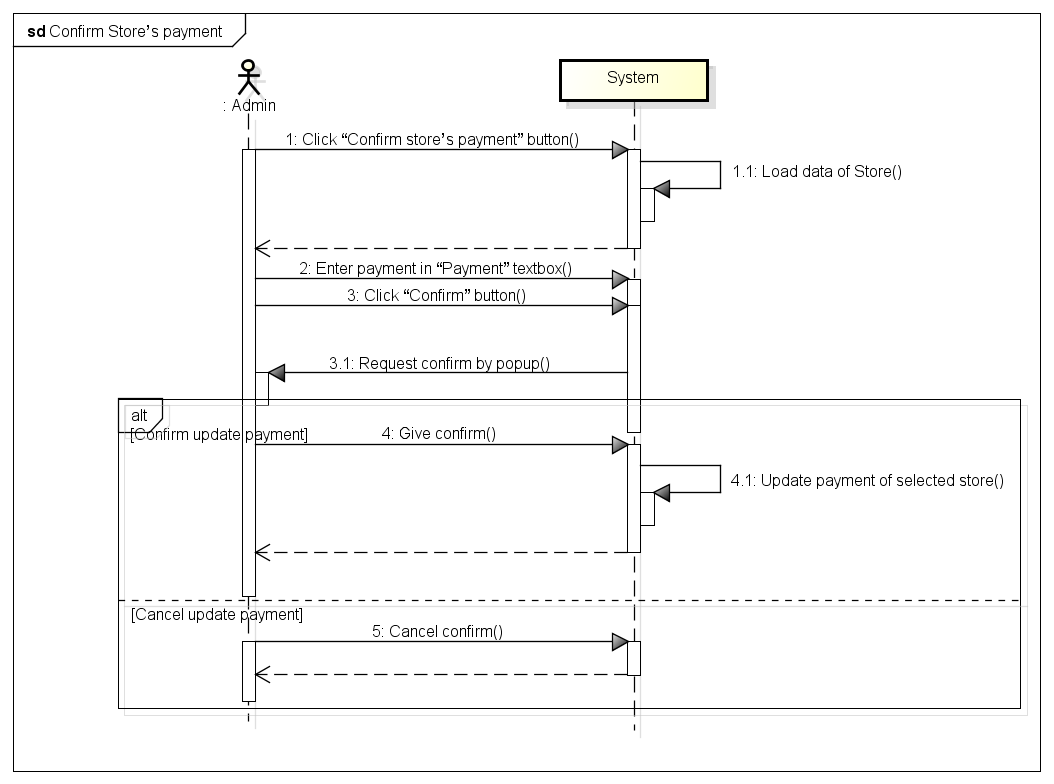 sd Confirm Store’s payment
: Admin
System
1: Click “Confirm store’s payment” button()
1.1: Load data of Store()
2: Enter payment in “Payment” textbox()
3: Click “Confirm” button()
3.1: Request confirm by popup()
alt
[Confirm update payment]
4: Give confirm()
4.1: Update payment of selected store()
[Cancel update payment]
5: Cancel confirm()